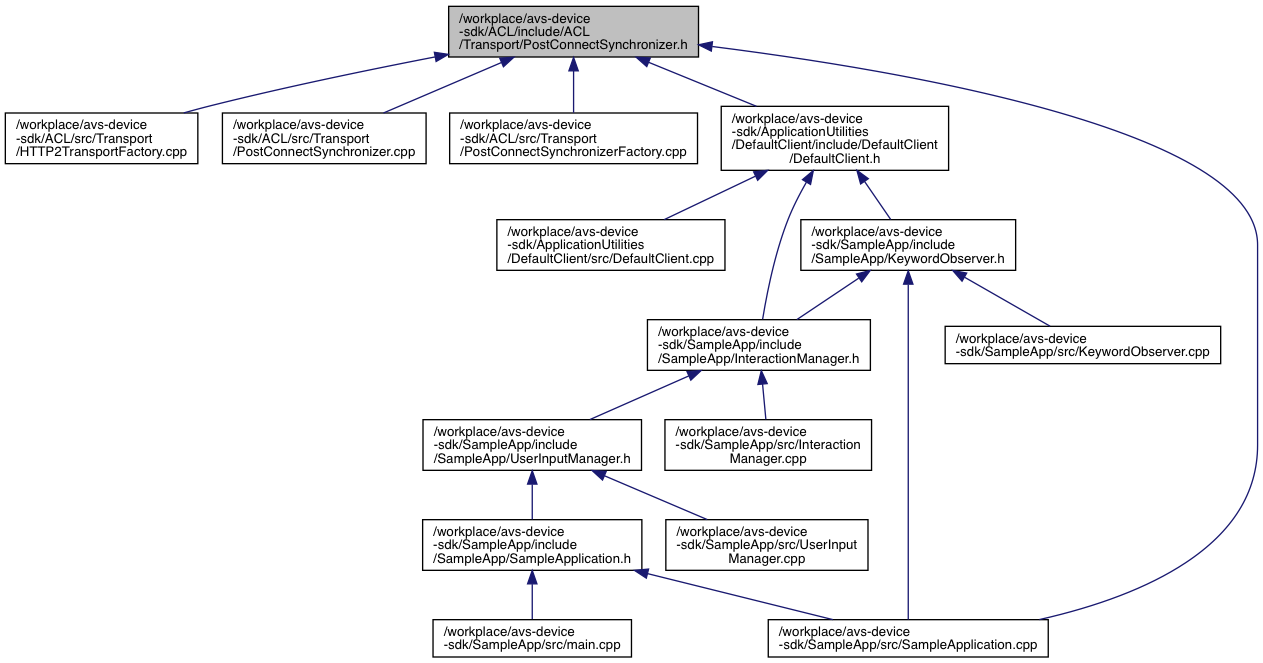 /workplace/avs-device
-sdk/ACL/include/ACL
/Transport/PostConnectSynchronizer.h
/workplace/avs-device
-sdk/ACL/src/Transport
/HTTP2TransportFactory.cpp
/workplace/avs-device
-sdk/ACL/src/Transport
/PostConnectSynchronizer.cpp
/workplace/avs-device
-sdk/ACL/src/Transport
/PostConnectSynchronizerFactory.cpp
/workplace/avs-device
-sdk/ApplicationUtilities
/DefaultClient/include/DefaultClient
/DefaultClient.h
/workplace/avs-device
-sdk/ApplicationUtilities
/DefaultClient/src/DefaultClient.cpp
/workplace/avs-device
-sdk/SampleApp/include
/SampleApp/KeywordObserver.h
/workplace/avs-device
-sdk/SampleApp/include
/SampleApp/InteractionManager.h
/workplace/avs-device
-sdk/SampleApp/src/KeywordObserver.cpp
/workplace/avs-device
-sdk/SampleApp/include
/SampleApp/UserInputManager.h
/workplace/avs-device
-sdk/SampleApp/src/Interaction
Manager.cpp
/workplace/avs-device
-sdk/SampleApp/include
/SampleApp/SampleApplication.h
/workplace/avs-device
-sdk/SampleApp/src/UserInput
Manager.cpp
/workplace/avs-device
-sdk/SampleApp/src/main.cpp
/workplace/avs-device
-sdk/SampleApp/src/SampleApplication.cpp